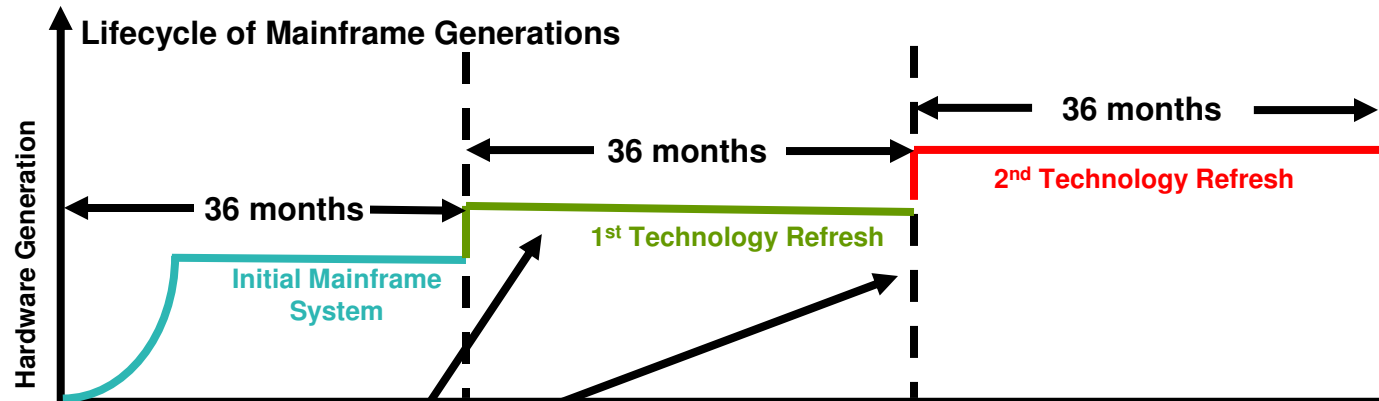 Lifecycle of Mainframe Generations
36 months
36 months
2nd Technology Refresh
36 months
1st Technology Refresh
Initial Mainframe
System
Hardware Generation